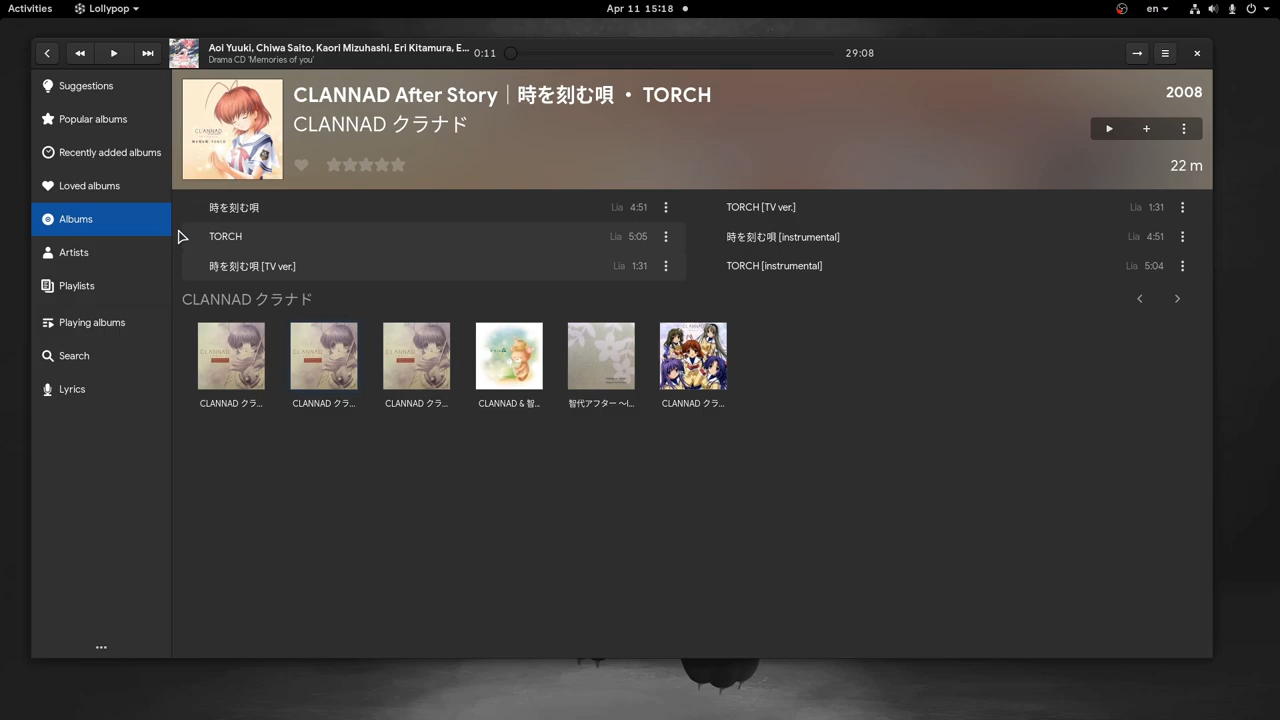 Activities
Lollypop
Apr 11 15:18
en
Aoi Yuuki, Chiwa Saito, Kaori Mizuhashi, Eri Kitamura, E...
Drama CD 'Memories of you'
0:11
29:08
Suggestions
Popular albums
Recently added albums
Loved albums
Albums
Artists
Playlists
Playing albums
Search
Lyrics
CLANNAD After Story｜時を刻む唄 ・ TORCH
CLANNAD クラナド
2008
22 m
時を刻む唄 Lia 4:51
TORCH Lia 5:05
時を刻む唄 [TV ver.] Lia 1:31
TORCH [TV ver.] Lia 1:31
時を刻む唄 [instrumental] Lia 4:51
TORCH [instrumental] Lia 5:04
CLANNAD クラナド
CLANNAD クラ...
CLANNAD クラ...
CLANNAD クラ...
CLANNAD & 智...
智代アフター ～I...
CLANNAD クラ...